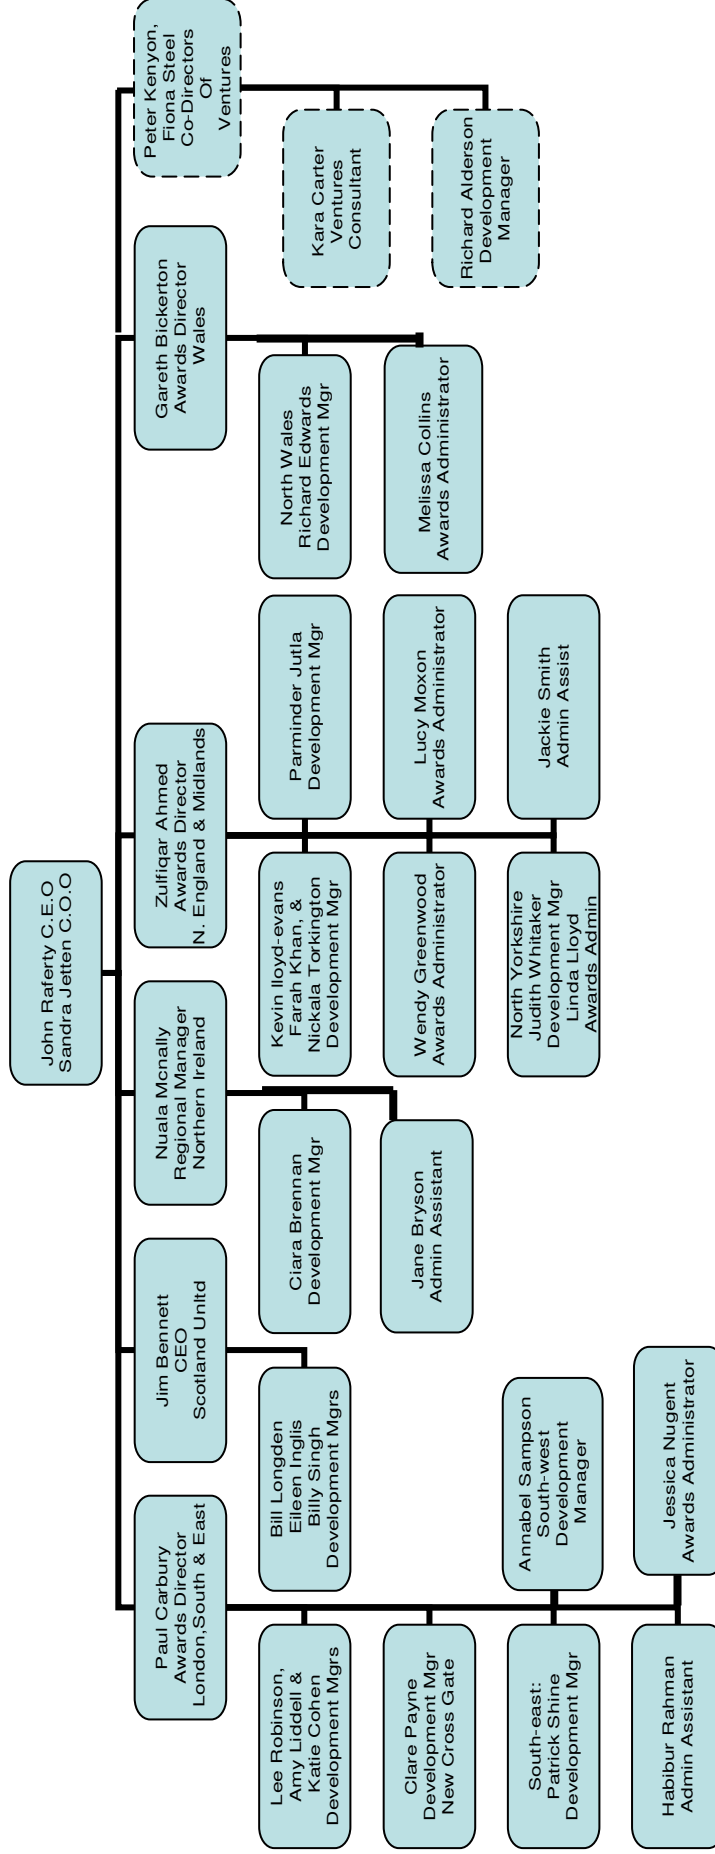 John Raferty C.E.O
Sandra Jetten C.O.O
Paul Carbury
Awards Director
London,South & East
Jim Bennett
CEO
Scotland Unltd
Nuala Mcnally
Regional Manager
Northern Ireland
Zulfiqar Ahmed
Awards Director
N. England & Midlands
Gareth Bickerton
Awards Director
Wales
Peter Kenyon,
Fiona Steel
Co-Directors
Of
Ventures
Lee Robinson,
Amy Liddell &
Katie Cohen
Development Mgrs
Clare Payne
Development Mgr
New Cross Gate
South-east:
Patrick Shine
Development Mgr
Annabel Sampson
South-west
Development
Manager
Habibur Rahman
Admin Assistant
Jessica Nugent
Awards Administrator
Bill Longden
Eileen Inglis
Billy Singh
Development Mgrs
Ciara Brennan
Development Mgr
Jane Bryson
Admin Assistant
Kevin lloyd-evans
Farah Khan, &
Nickala Torkington
Development Mgr
Parminder Jutla
Development Mgr
Wendy Greenwood
Awards Administrator
Lucy Moxon
Awards Administrator
North Yorkshire
Judith Whitaker
Development Mgr
Linda Lloyd
Awards Admin
Jackie Smith
Admin Assist
North Wales
Richard Edwards
Development Mgr
Melissa Collins
Awards Administrator
Kara Carter
Ventures
Consultant
Richard Alderson
Development
Manager